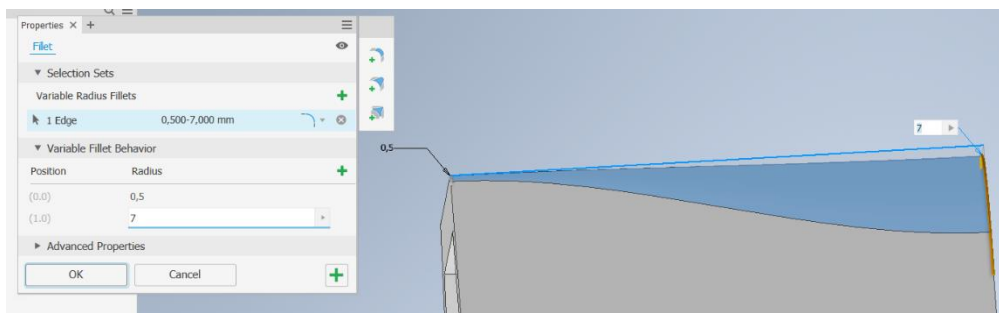 Properties × +
Fillet
Selection Sets
Variable Radius Fillets
1 Edge 0,500-7,000 mm
Variable Fillet Behavior
Position Radius
(0.0) 0,5
(1.0) 7
Advanced Properties
OK Cancel
7
0,5